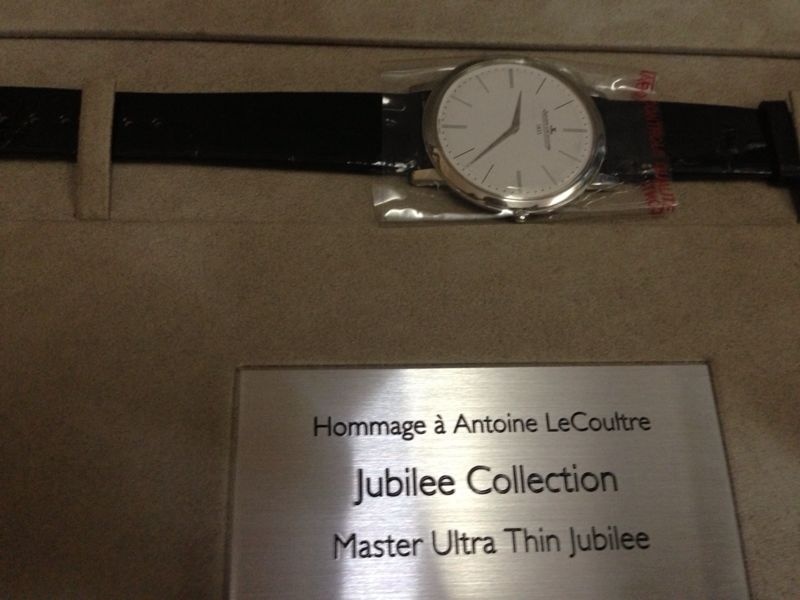 Hommage à Antoine LeCoultre
Jubilee Collection
Master Ultra Thin Jubilee